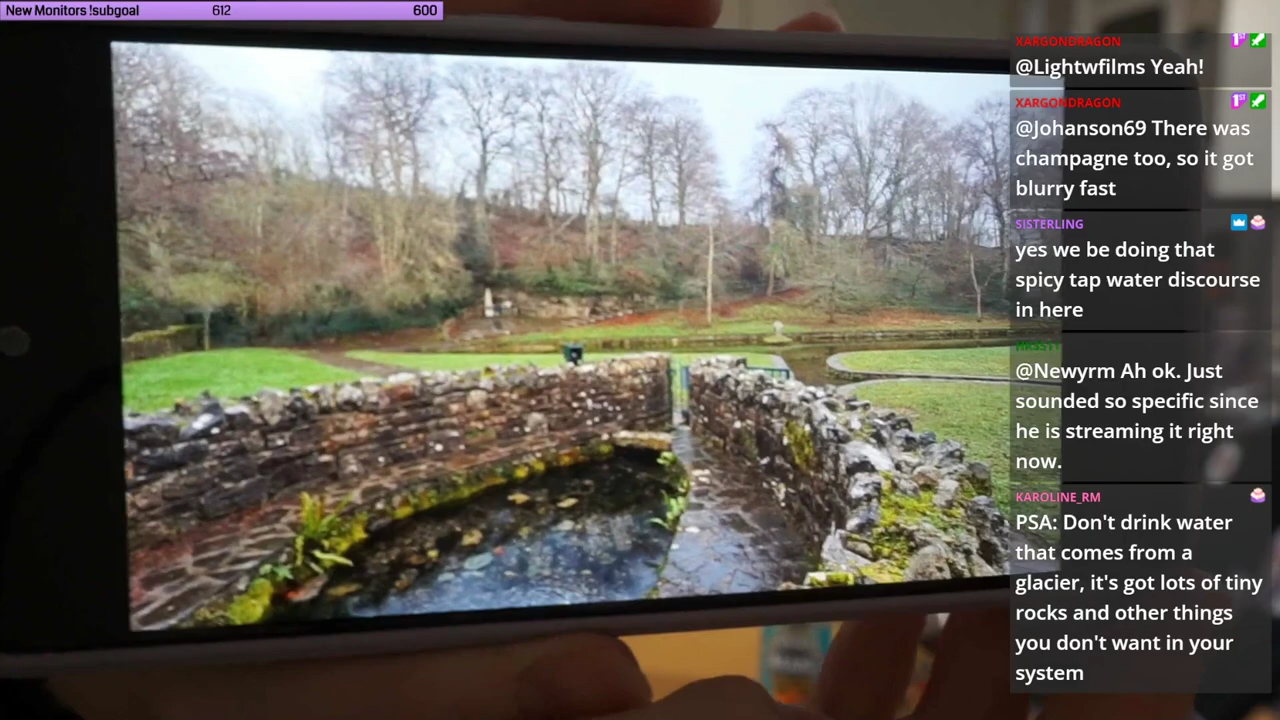 New Monitors !subgoal 612 600
XARGONDRAGON
@Lightwfilms Yeah!
XARGONDRAGON
@Johanson69 There was
champagne too, so it got
blurry fast
SISTERLING
yes we be doing that
spicy tap water discourse
in here
@Newyrm Ah ok. Just
sounded so specific since
he is streaming it right
now.
KAROLINE_RM
PSA: Don't drink water
that comes from a
glacier, it's got lots of tiny
rocks and other things
you don't want in your
system